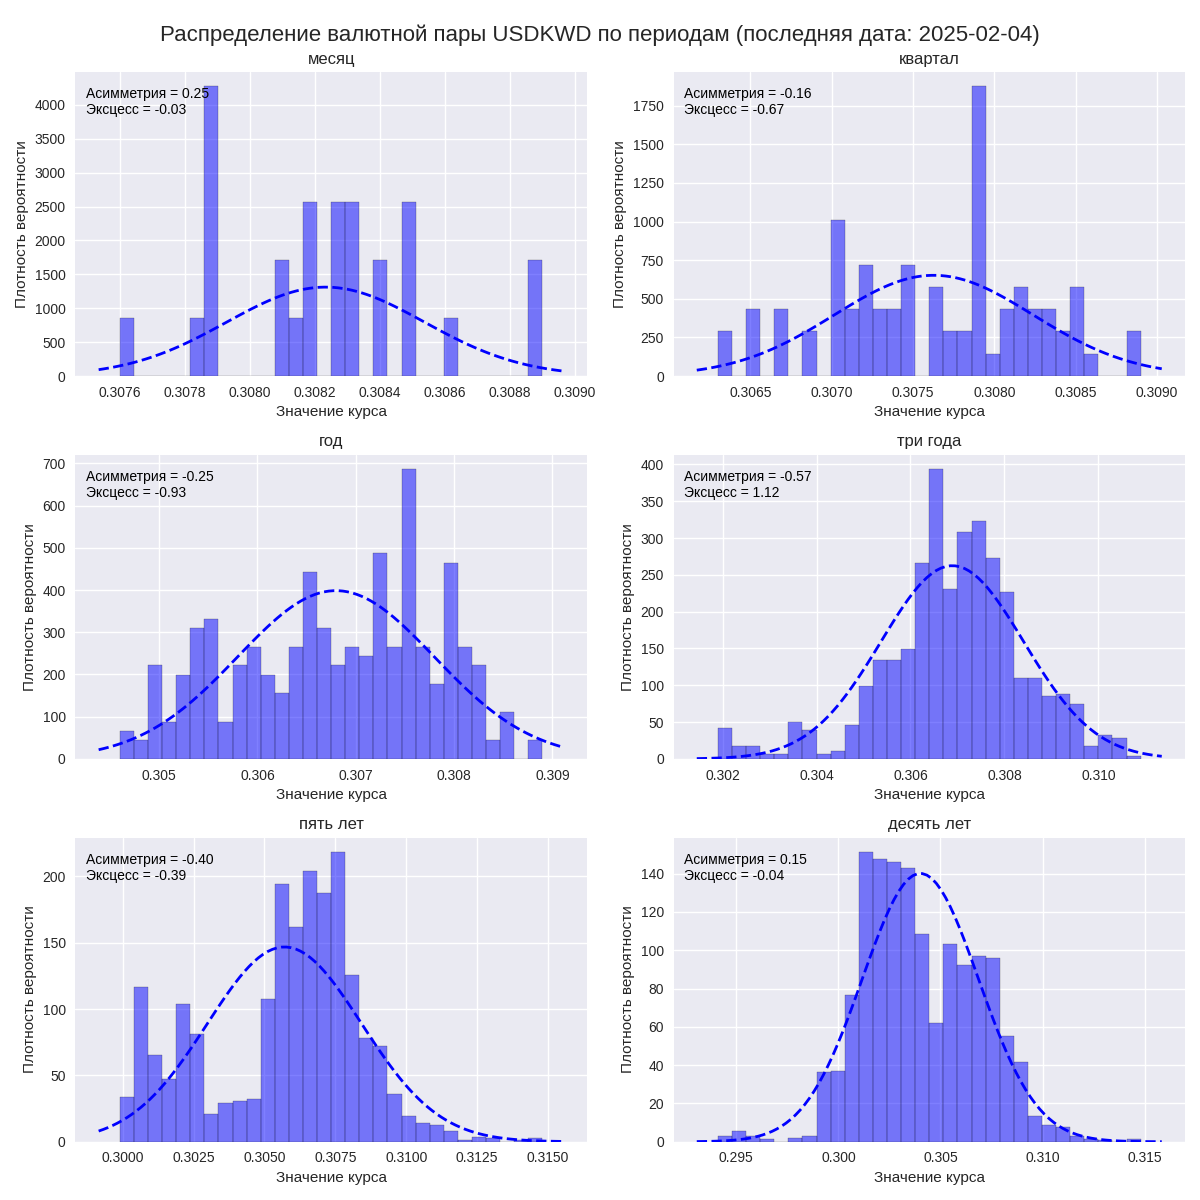 Распределение валютной пары USDKWD по периодам (последняя дата: 2025-02-04)
месяц
Асимметрия = 0.25
Эксцесс = -0.03
Плотность вероятности
4000
3500
3000
2500
2000
1500
1000
500
0
0.3076 0.3078 0.3080 0.3082 0.3084 0.3086 0.3088 0.3090
Значение курса
квартал
Асимметрия = -0.16
Эксцесс = -0.67
Плотность вероятности
1750
1500
1250
1000
750
500
250
0
0.3065 0.3070 0.3075 0.3080 0.3085 0.3090
Значение курса
год
Асимметрия = -0.25
Эксцесс = -0.93
Плотность вероятности
700
600
500
400
300
200
100
0
0.305 0.306 0.307 0.308 0.309
Значение курса
три года
Асимметрия = -0.57
Эксцесс = 1.12
Плотность вероятности
400
350
300
250
200
150
100
50
0
0.302 0.304 0.306 0.308 0.310
Значение курса
пять лет
Асимметрия = -0.40
Эксцесс = -0.39
Плотность вероятности
200
150
100
50
0
0.3000 0.3025 0.3050 0.3075 0.3100 0.3125 0.3150
Значение курса
десять лет
Асимметрия = 0.15
Эксцесс = -0.04
Плотность вероятности
140
120
100
80
60
40
20
0
0.295 0.300 0.305 0.310 0.315
Значение курса